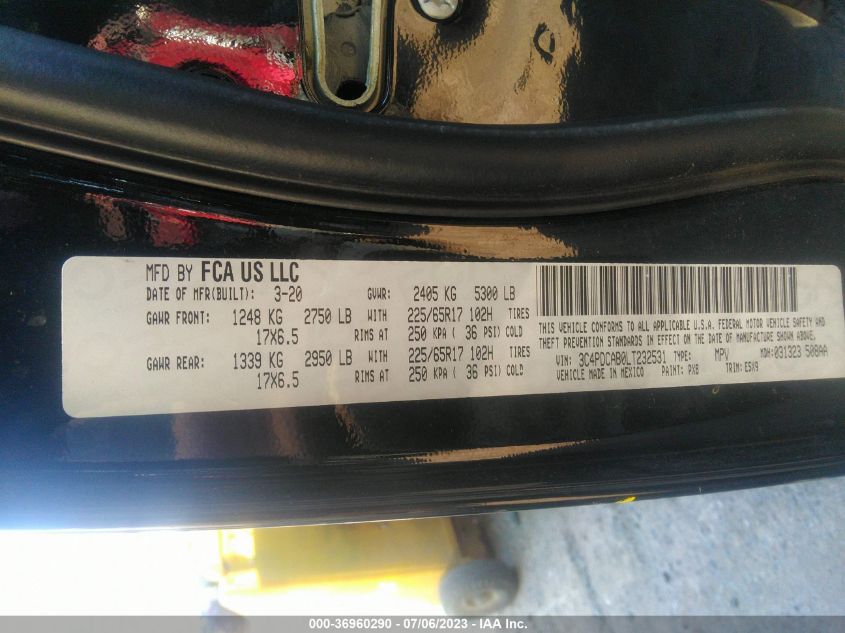 MFD BY FCA US LLC
DATE OF MFR(BUILT): 3-20 GVWR: 2405 KG 5300 LB
GAWR FRONT: 1248 KG 2750 LB WITH 225/65R17 102H TIRES
17X6.5 RIMS AT 250 KPA ( 36 PSI) COLD
GAWR REAR: 1339 KG 2950 LB WITH 225/65R17 102H TIRES
17X6.5 RIMS AT 250 KPA ( 36 PSI) COLD
THIS VEHICLE CONFORMS TO ALL APPLICABLE U.S.A. FEDERAL MOTOR VEHICLE SAFETY AND
THEFT PREVENTION STANDARDS IN EFFECT ON THE DATE OF MANUFACTURE SHOWN ABOVE.
VIN: 3C4PDCAB0LT232531 TYPE: MPV MDH: 031323 508AA
VEHICLE MADE IN MEXICO PAINT: PX8 TRIM: E5X9
000-36960290 - 07/06/2023 - © IAA Inc.